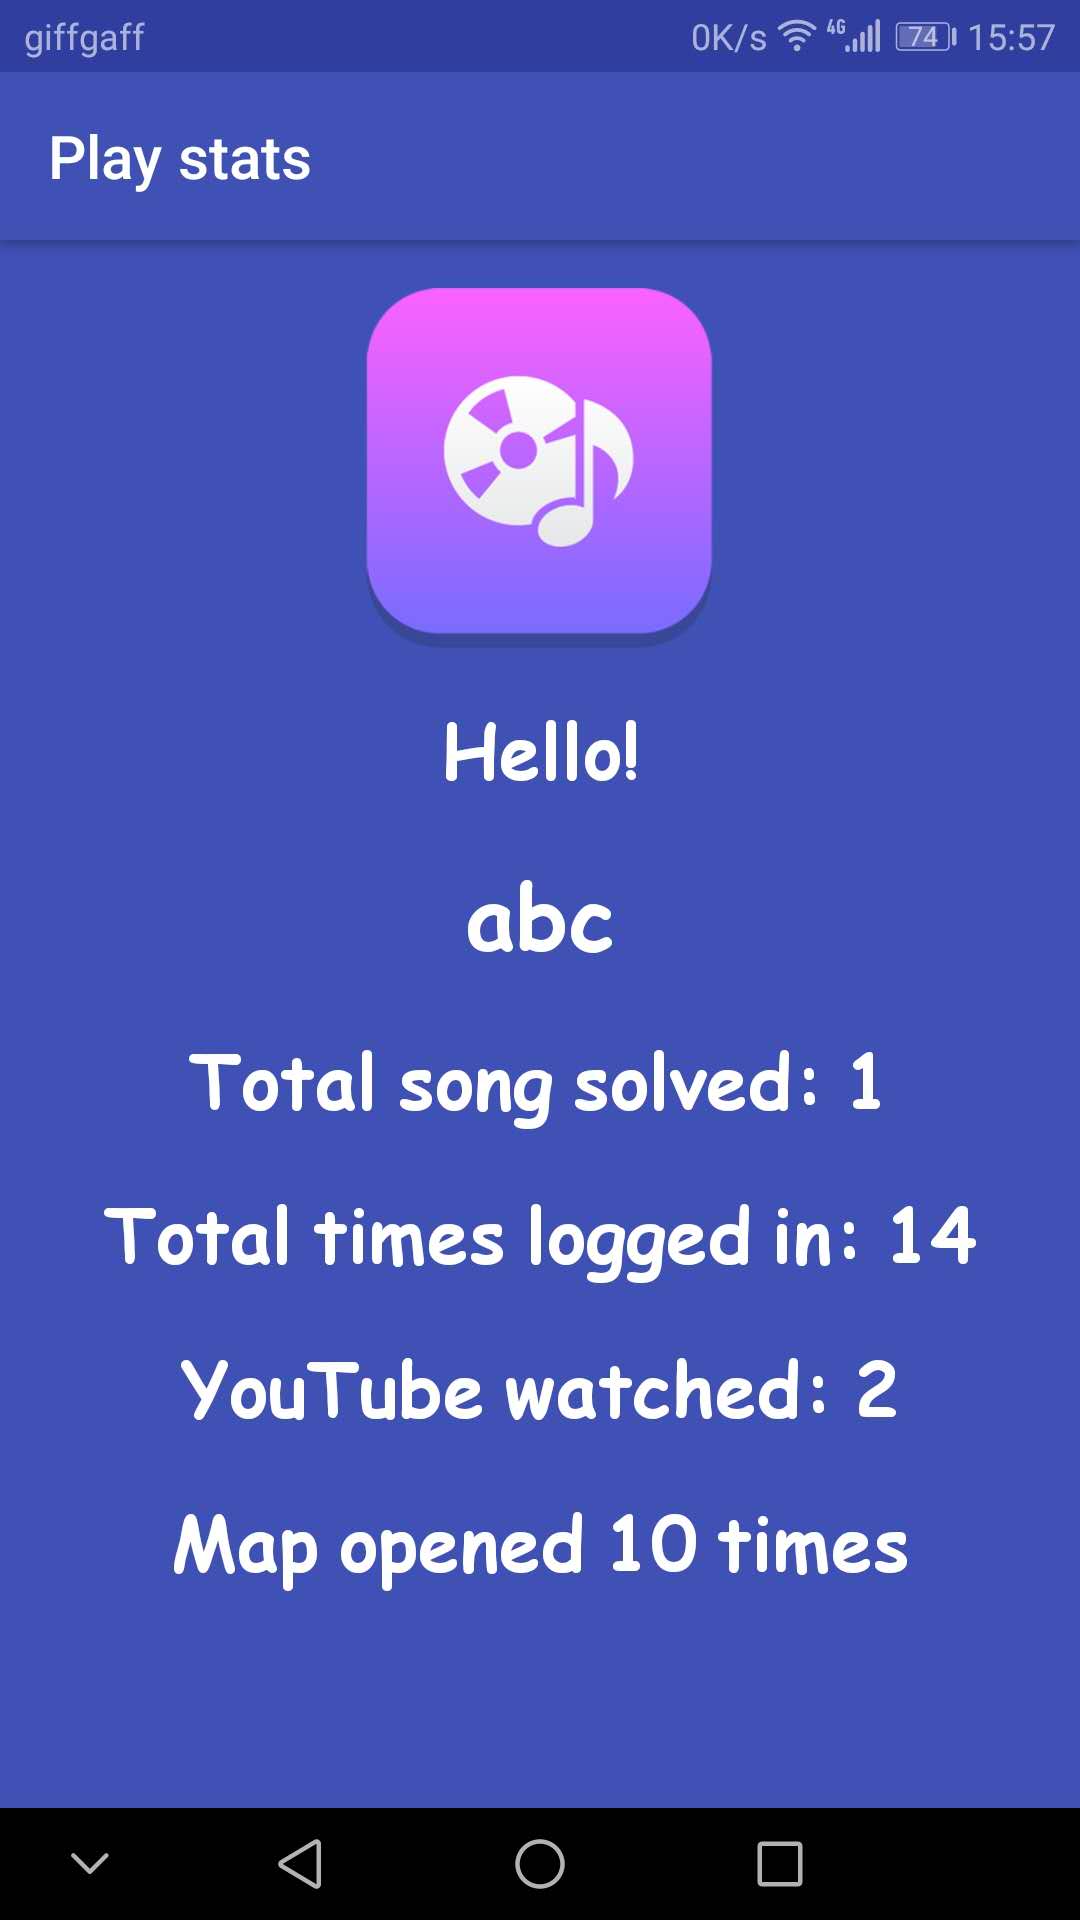 giffgaff 0K/s 4G 74 15:57
Play stats
Hello!
abc
Total song solved: 1
Total times logged in: 14
YouTube watched: 2
Map opened 10 times